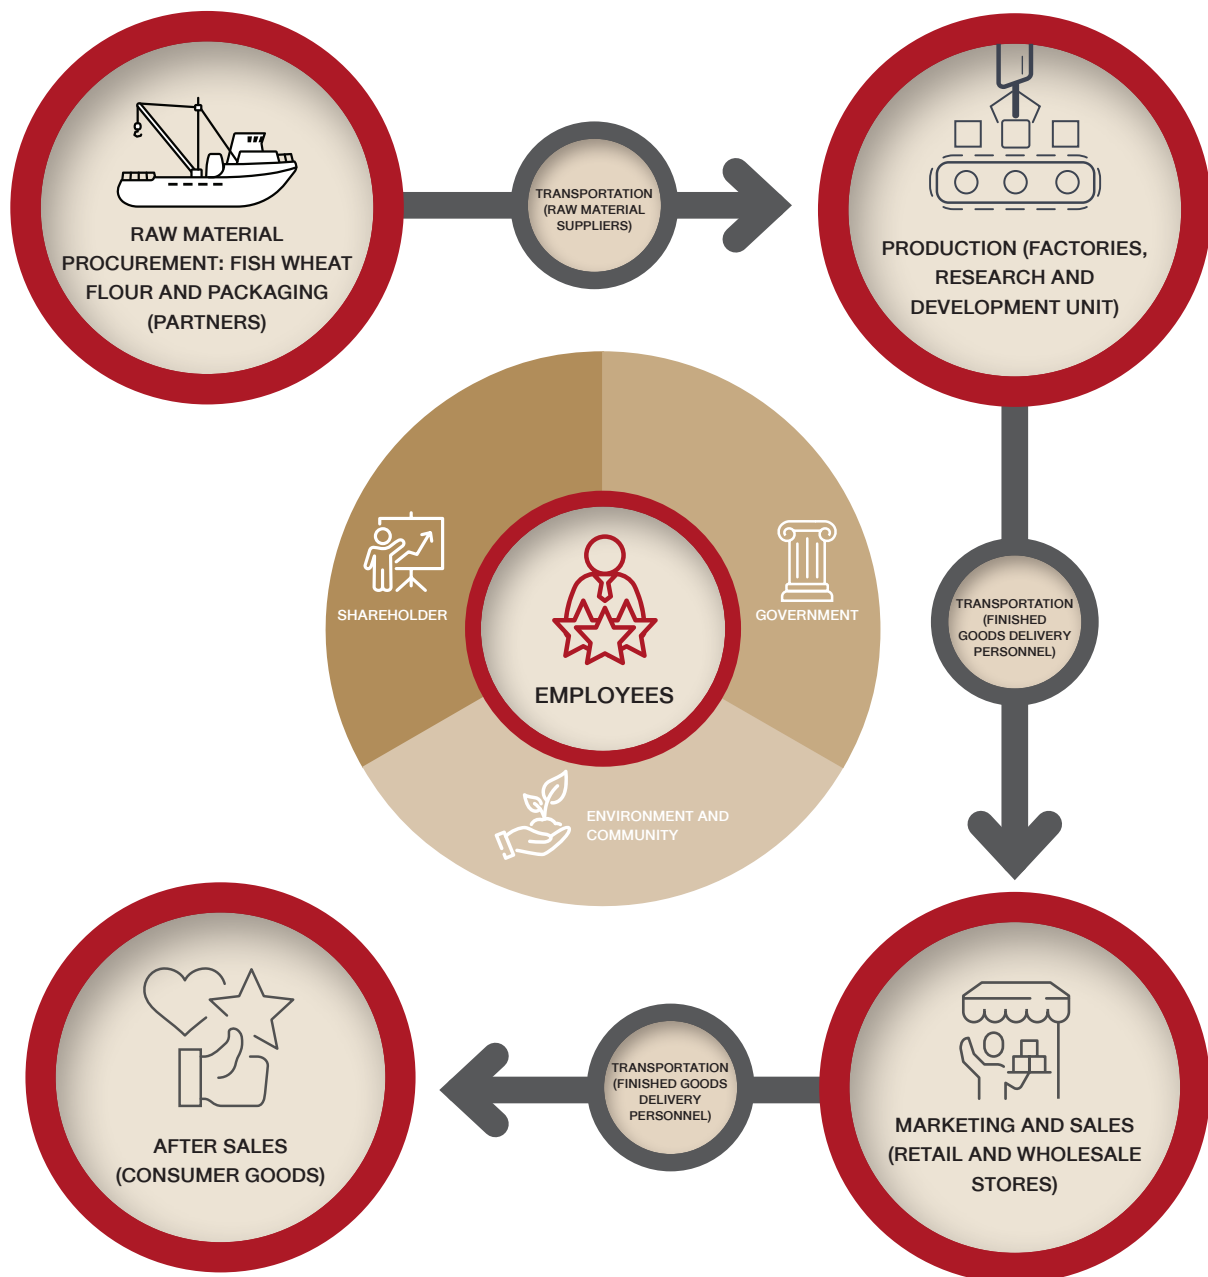 RAW MATERIAL
PROCUREMENT: FISH WHEAT
FLOUR AND PACKAGING
(PARTNERS)
TRANSPORTATION
(RAW MATERIAL
SUPPLIERS)
PRODUCTION (FACTORIES,
RESEARCH AND
DEVELOPMENT UNIT)
SHAREHOLDER
GOVERNMENT
EMPLOYEES
ENVIRONMENT AND
COMMUNITY
TRANSPORTATION
(FINISHED
GOODS DELIVERY
PERSONNEL)
MARKETING AND SALES
(RETAIL AND WHOLESALE
STORES)
TRANSPORTATION
(FINISHED GOODS
DELIVERY
PERSONNEL)
AFTER SALES
(CONSUMER GOODS)